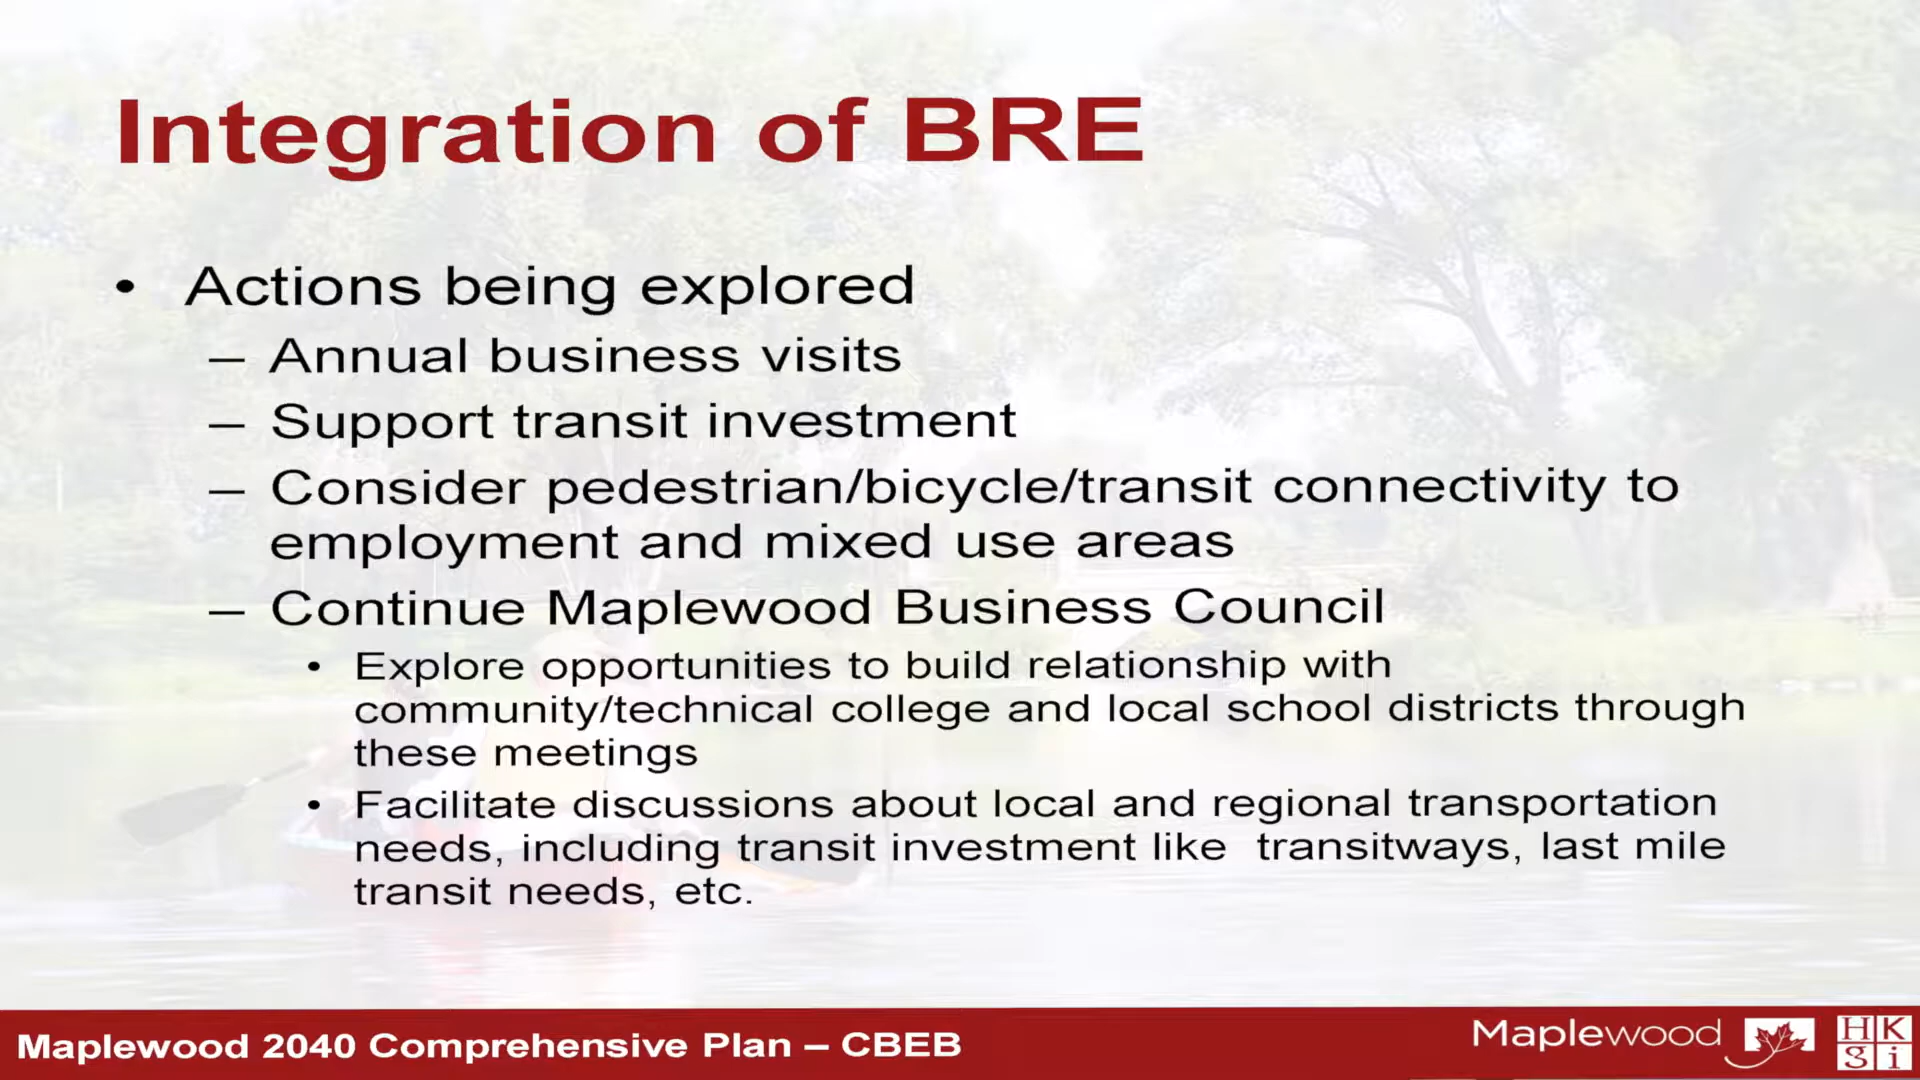 Integration of BRE
• Actions being explored
– Annual business visits
– Support transit investment
– Consider pedestrian/bicycle/transit connectivity to
employment and mixed use areas
– Continue Maplewood Business Council
• Explore opportunities to build relationship with
community/technical college and local school districts through
these meetings
• Facilitate discussions about local and regional transportation
needs, including transit investment like  transitways, last mile
transit needs, etc.
Maplewood 2040 Comprehensive Plan – CBEB
Maplewood
HK
gi